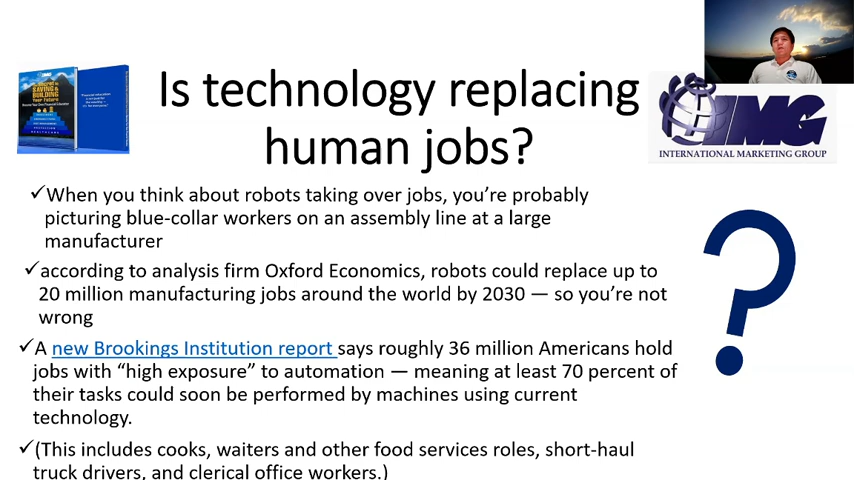 Is technology replacing
human jobs?
IMG
INTERNATIONAL MARKETING GROUP
SAVING &
BUILDING
Your Future
✓When you think about robots taking over jobs, you're probably
picturing blue-collar workers on an assembly line at a large
manufacturer
✓according to analysis firm Oxford Economics, robots could replace up to
20 million manufacturing jobs around the world by 2030 — so you're not
wrong
✓A new Brookings Institution report says roughly 36 million Americans hold
jobs with “high exposure” to automation — meaning at least 70 percent of
their tasks could soon be performed by machines using current
technology.
✓(This includes cooks, waiters and other food services roles, short-haul
truck drivers, and clerical office workers.)
?